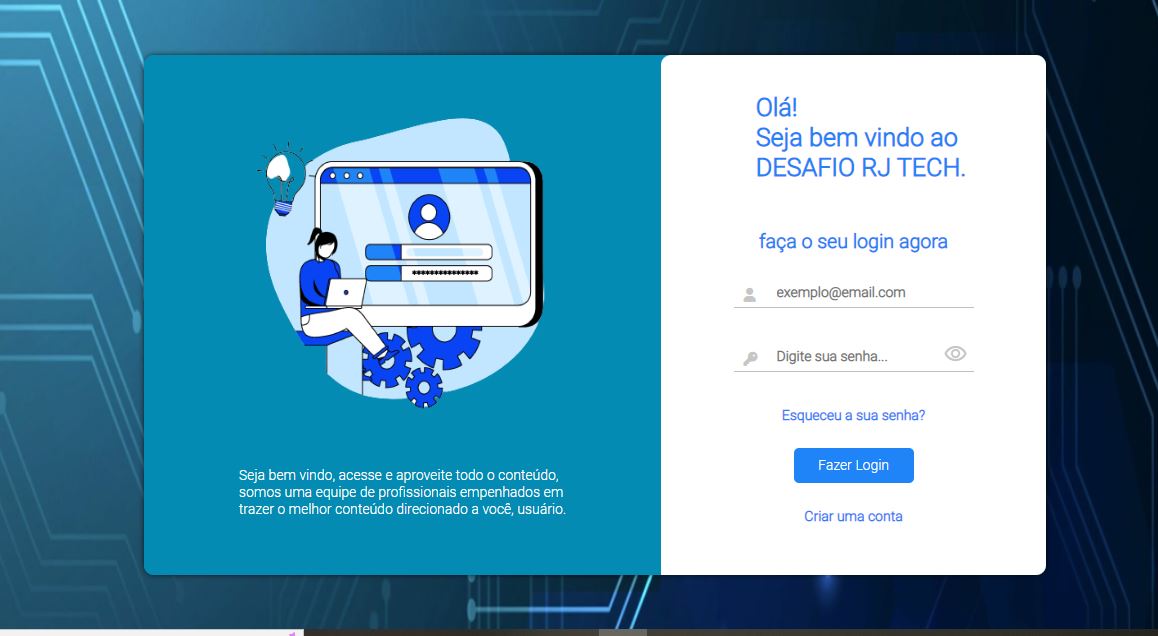 Olá!
Seja bem vindo ao
DESAFIO RJ TECH.
faça o seu login agora
exemplo@email.com
Digite sua senha...
Esqueceu a sua senha?
Fazer Login
Criar uma conta
Seja bem vindo, acesse e aproveite todo o conteúdo,
somos uma equipe de profissionais empenhados em
trazer o melhor conteúdo direcionado a você, usuário.